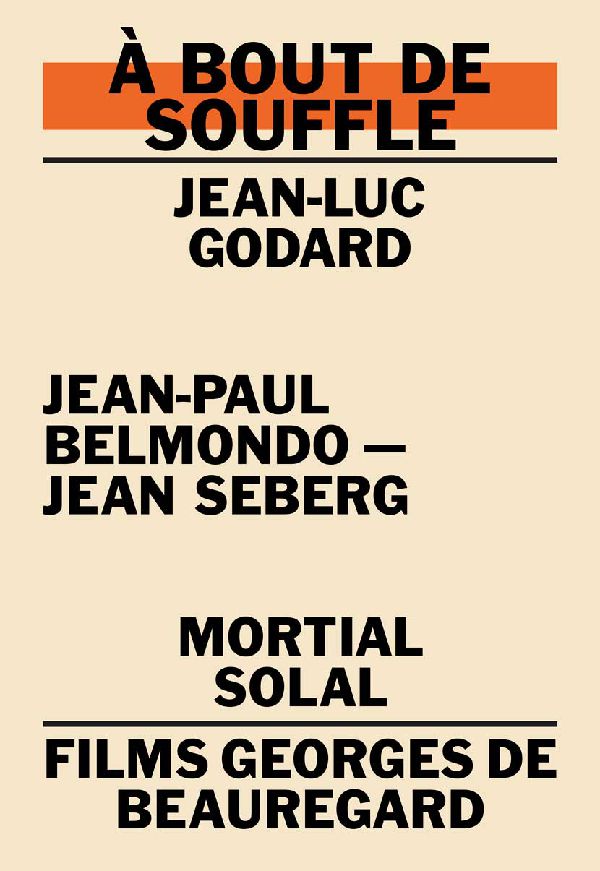 À BOUT DE
SOUFFLE
JEAN-LUC
GODARD
JEAN-PAUL
BELMONDO —
JEAN SEBERG
MORTIAL
SOLAL
FILMS GEORGES DE
BEAUREGARD